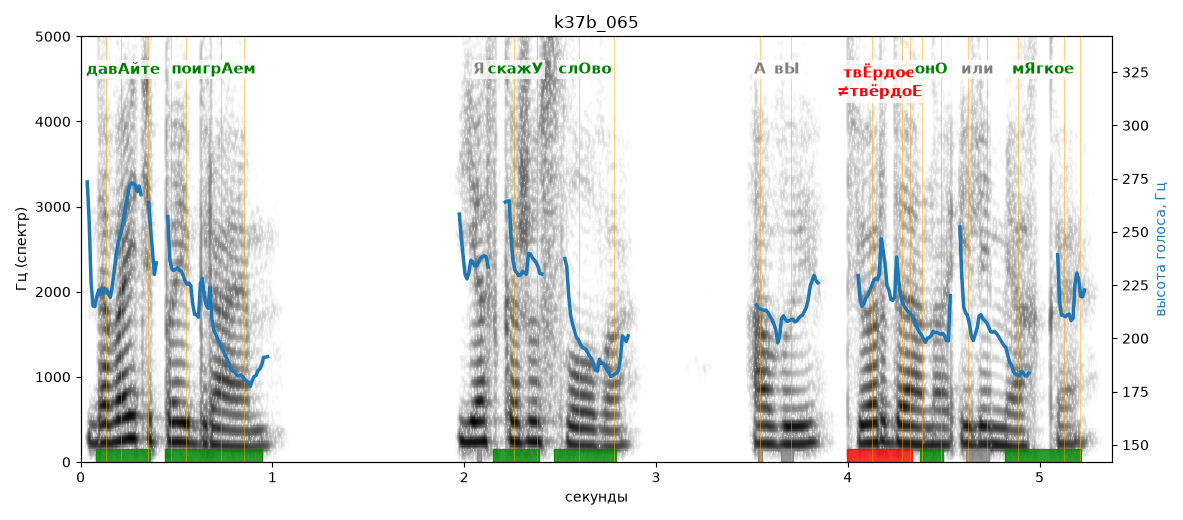 k37b_065
давАйте поигрАем Я скажУ слОво А вЫ твЁрдое онО или мЯгкое
≠твёрдоЕ
5000
4000
3000
2000
1000
0
Гц (спектр)
325
300
275
250
225
200
175
150
высота голоса, Гц
0 1 2 3 4 5
секунды